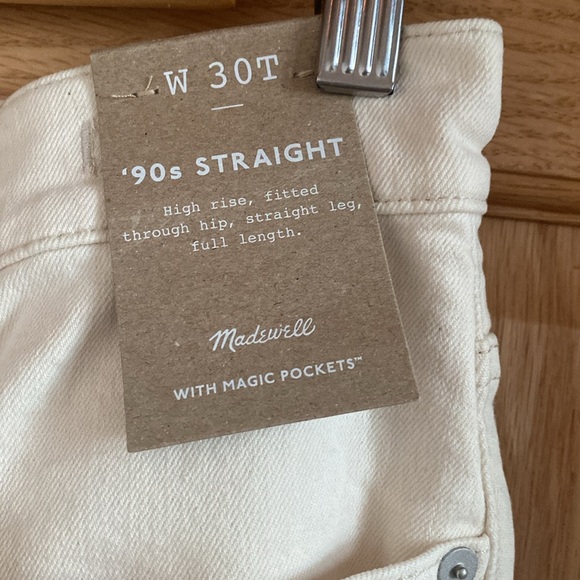 W 30T
'90s STRAIGHT
High rise, fitted
through hip, straight leg,
full length.
Madewell
WITH MAGIC POCKETS™